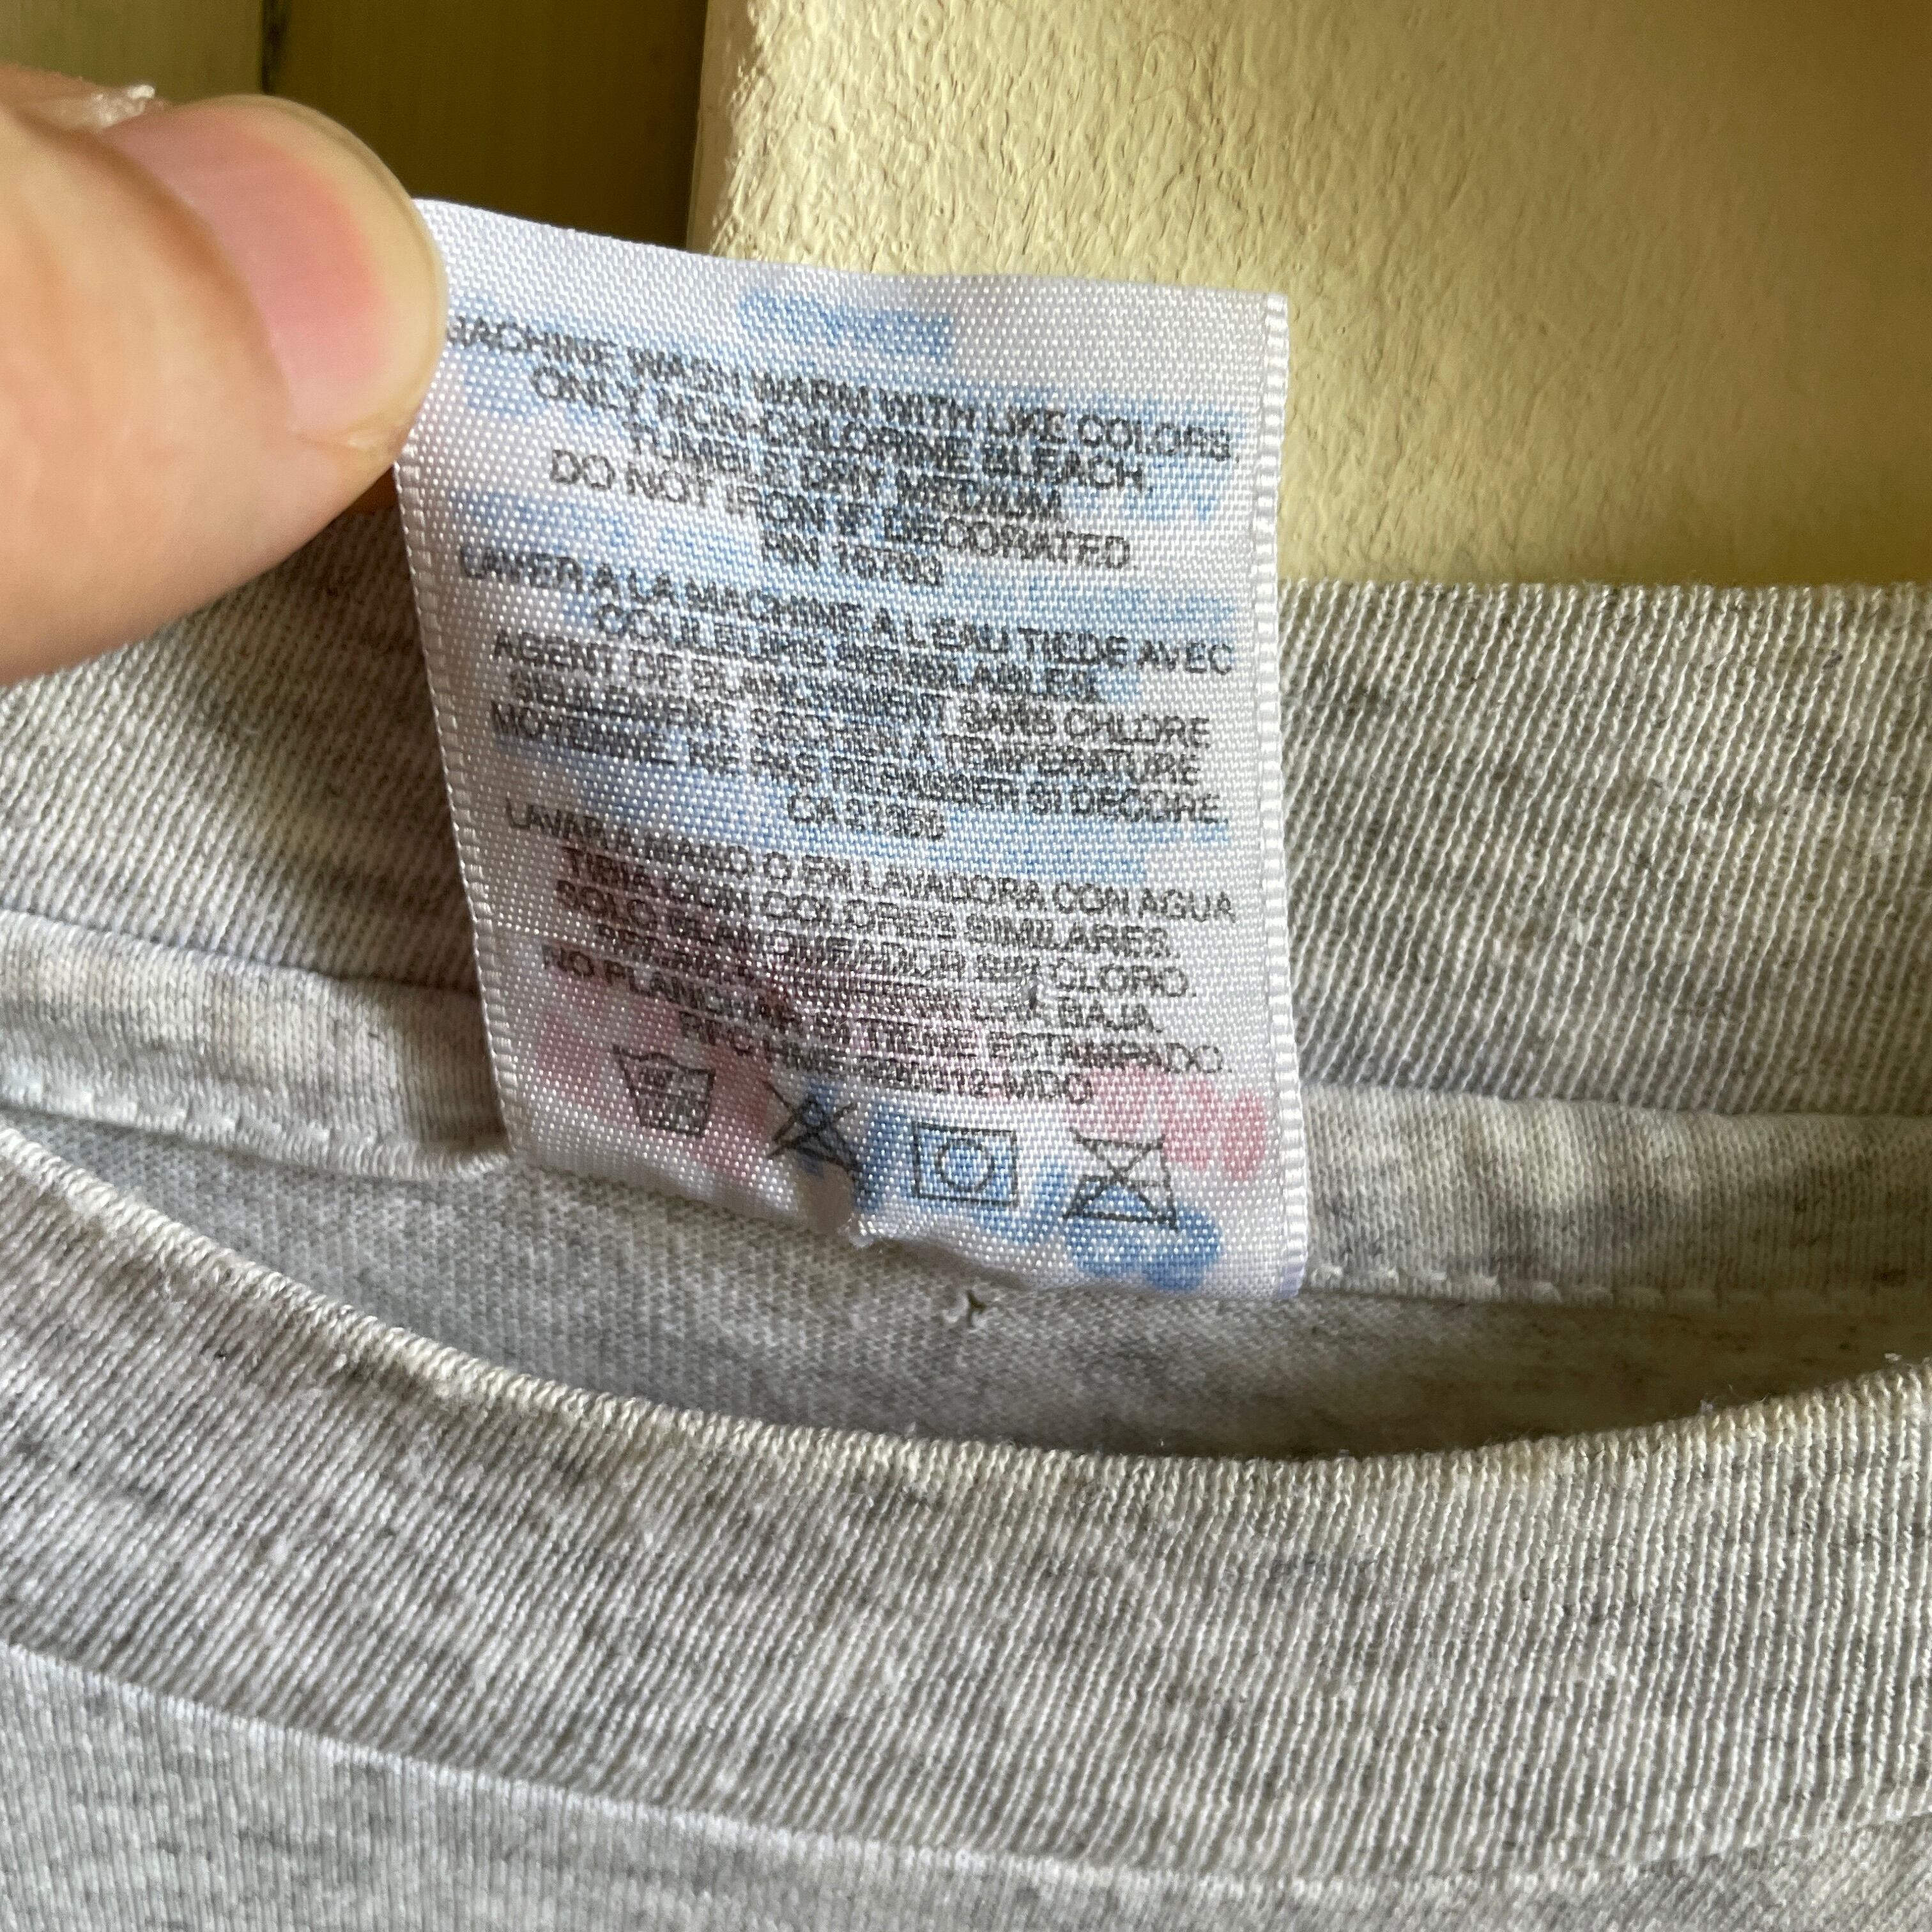 MACHINE WASH WARM WITH LIKE COLORS
ONLY NON-CHLORINE BLEACH.
TUMBLE DRY MEDIUM
DO NOT IRON IF DECORATED.
RN
LAVER A LA MACHINE A L'EAU TIEDE AVEC
COULEURS SEMBLABLES.
AGENT DE BLANCHIMENT SANS CHLORE
SEULEMENT. SECHER A TEMPERATURE
MOYENNE. NE PAS REPASSER SI DECORE.
CA
LAVAR A MANO O EN LAVADORA CON AGUA
TIBIA CON COLORES SIMILARES.
SOLO BLANQUEADOR SIN CLORO.
BAJA.
NO PLANCHAR SI TIENE ESTAMPADO